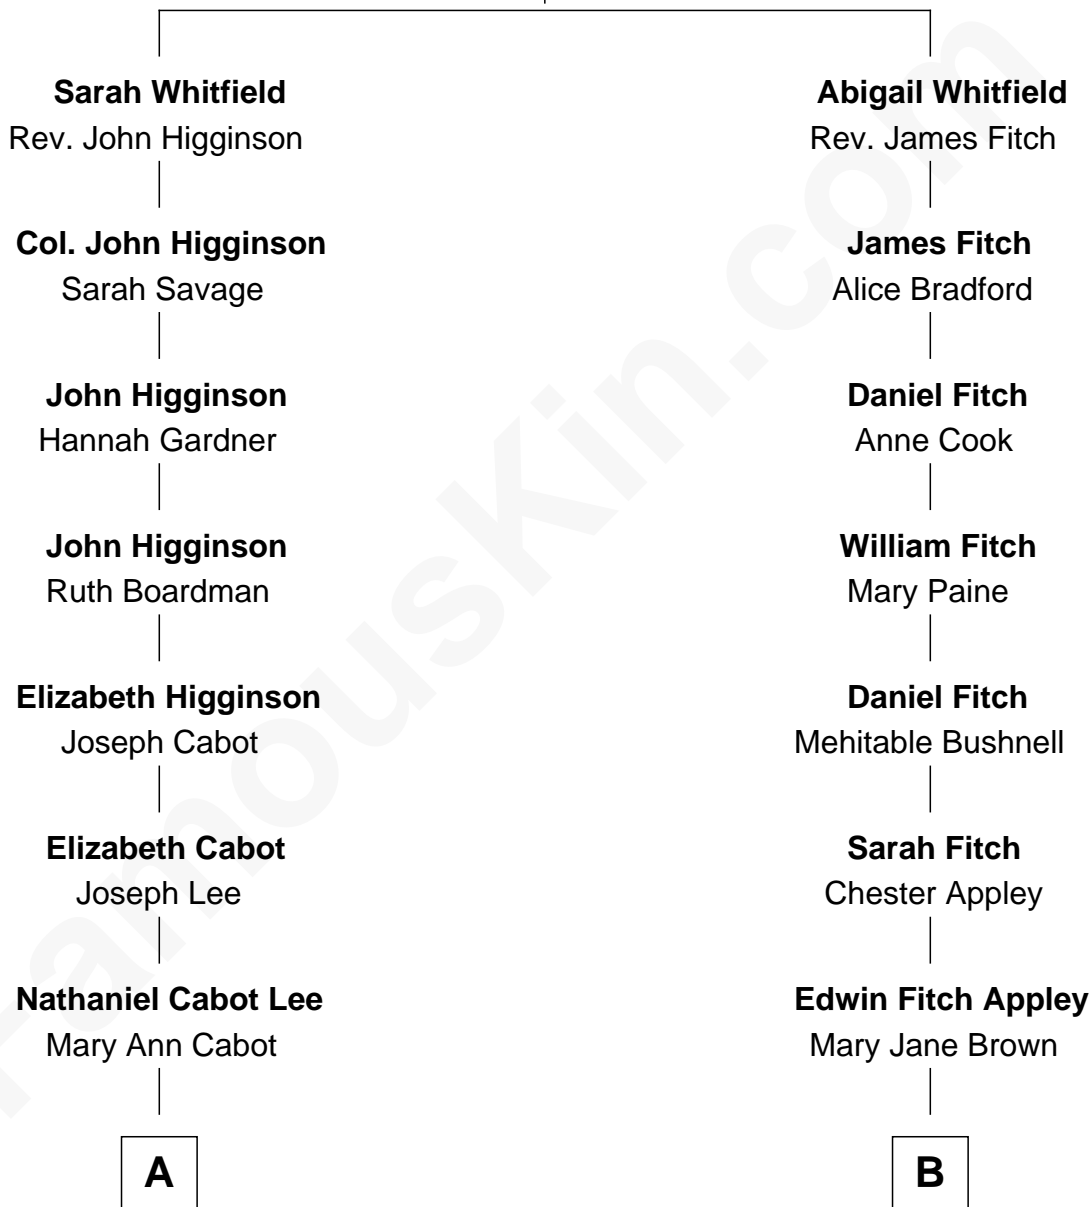 Sarah Whitfield
Rev. John Higginson
Col. John Higginson
Sarah Savage
John Higginson
Hannah Gardner
John Higginson
Ruth Boardman
Elizabeth Higginson
Joseph Cabot
Elizabeth Cabot
Joseph Lee
Nathaniel Cabot Lee
Mary Ann Cabot
A
Abigail Whitfield
Rev. James Fitch
James Fitch
Alice Bradford
Daniel Fitch
Anne Cook
William Fitch
Mary Paine
Daniel Fitch
Mehitable Bushnell
Sarah Fitch
Chester Appley
Edwin Fitch Appley
Mary Jane Brown
B
FamousKin.com